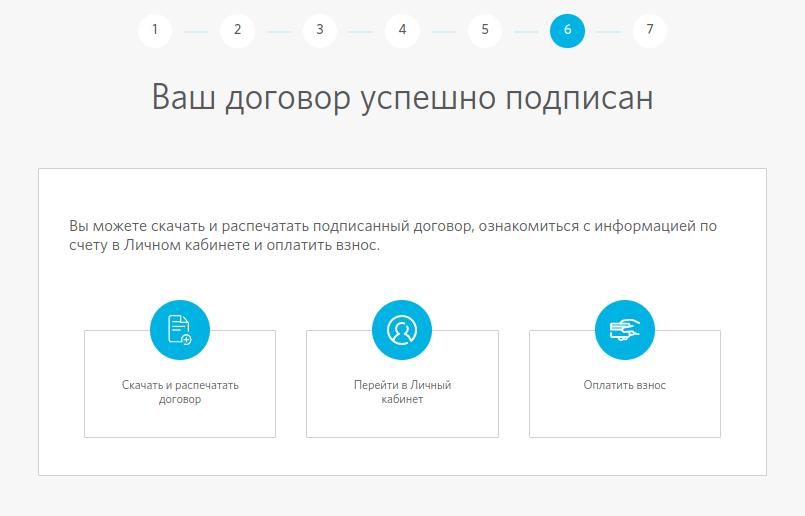 1 2 3 4 5 6 7
Ваш договор успешно подписан
Вы можете скачать и распечатать подписанный договор, ознакомиться с информацией по
счету в Личном кабинете и оплатить взнос.
Скачать и распечатать
договор
Перейти в Личный
кабинет
Оплатить взнос